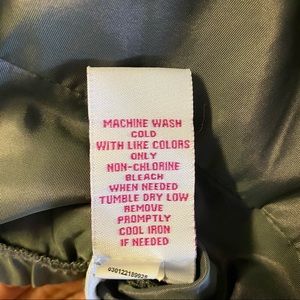 MACHINE WASH
COLD
WITH LIKE COLORS
ONLY
NON-CHLORINE
BLEACH
WHEN NEEDED
TUMBLE DRY LOW
REMOVE
PROMPTLY
COOL IRON
IF NEEDED